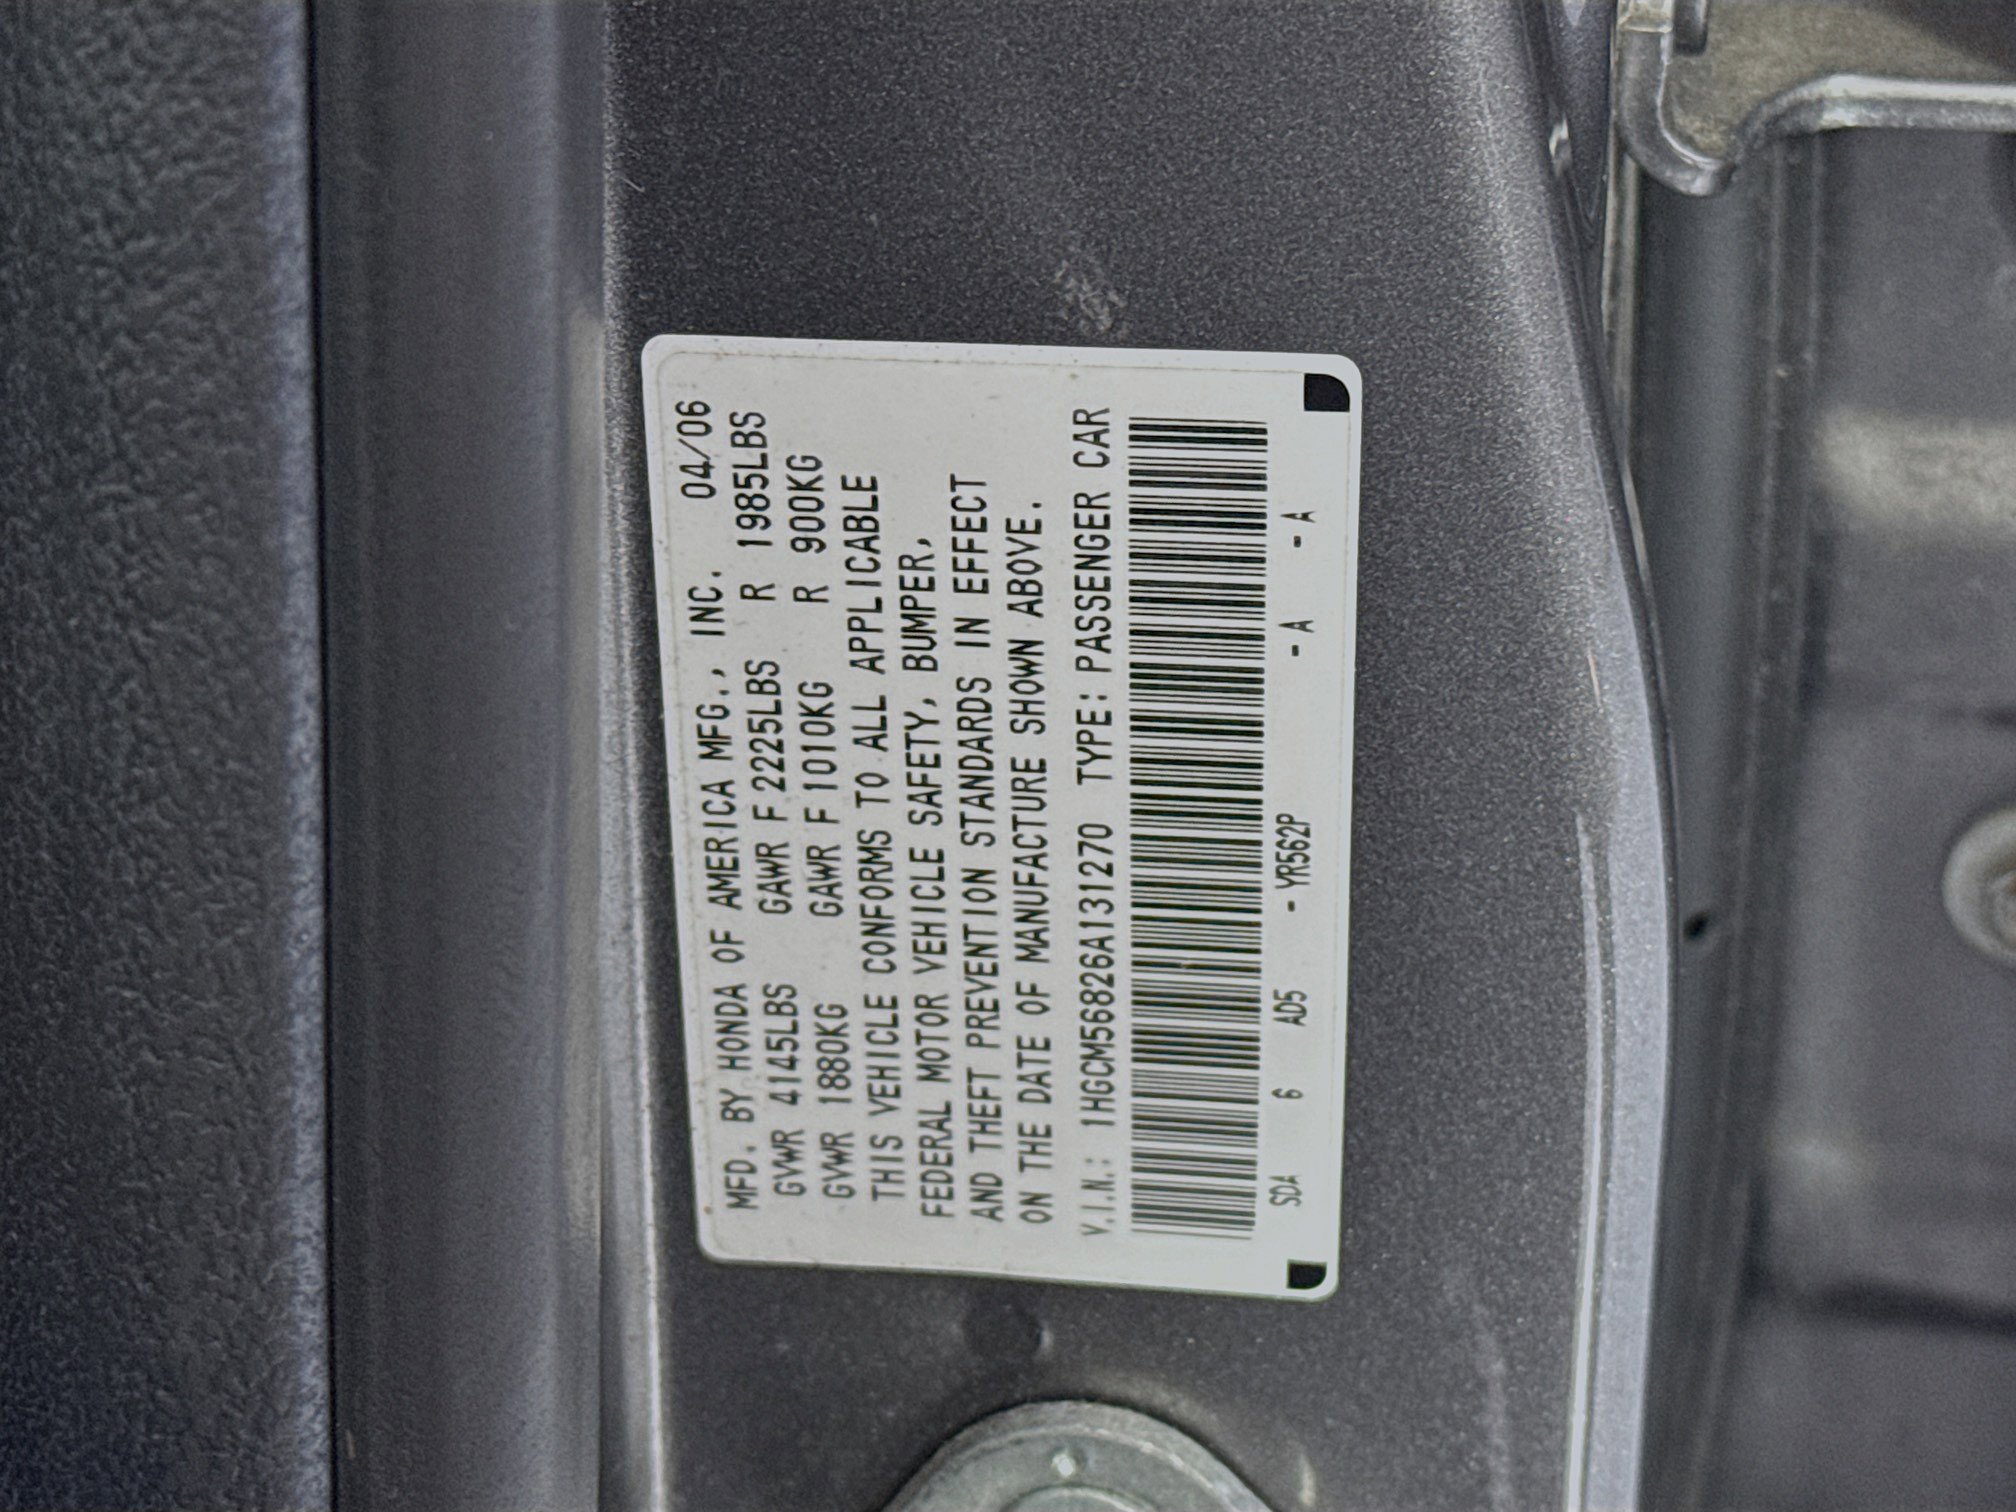 MFD. BY HONDA OF AMERICA MFG., INC. 04/06
GVWR 4145LBS GAWR F 2225LBS R 1985LBS
GVWR 1880KG GAWR F 1010KG R 900KG
THIS VEHICLE CONFORMS TO ALL APPLICABLE
FEDERAL MOTOR VEHICLE SAFETY, BUMPER,
AND THEFT PREVENTION STANDARDS IN EFFECT
ON THE DATE OF MANUFACTURE SHOWN ABOVE.
V.I.N.: 1HGCM56826A131270 TYPE: PASSENGER CAR
SDA 6 AD5 - YR562P - A - A